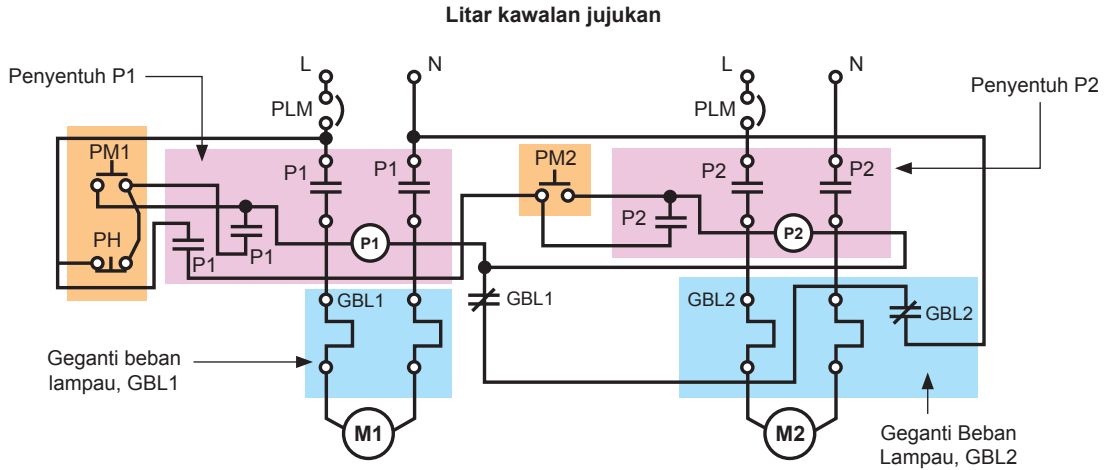 Litar kawalan jujukan
Penyentuh P1
L
N
L
N
Penyentuh P2
PLM
PLM
PM1
P1
P1
PM2
P2
P2
P2
PH
P1
P1
P1
P2
GBL1
GBL1
GBL2
GBL2
Geganti beban
lampau, GBL1
M1
M2
Geganti Beban
Lampau, GBL2